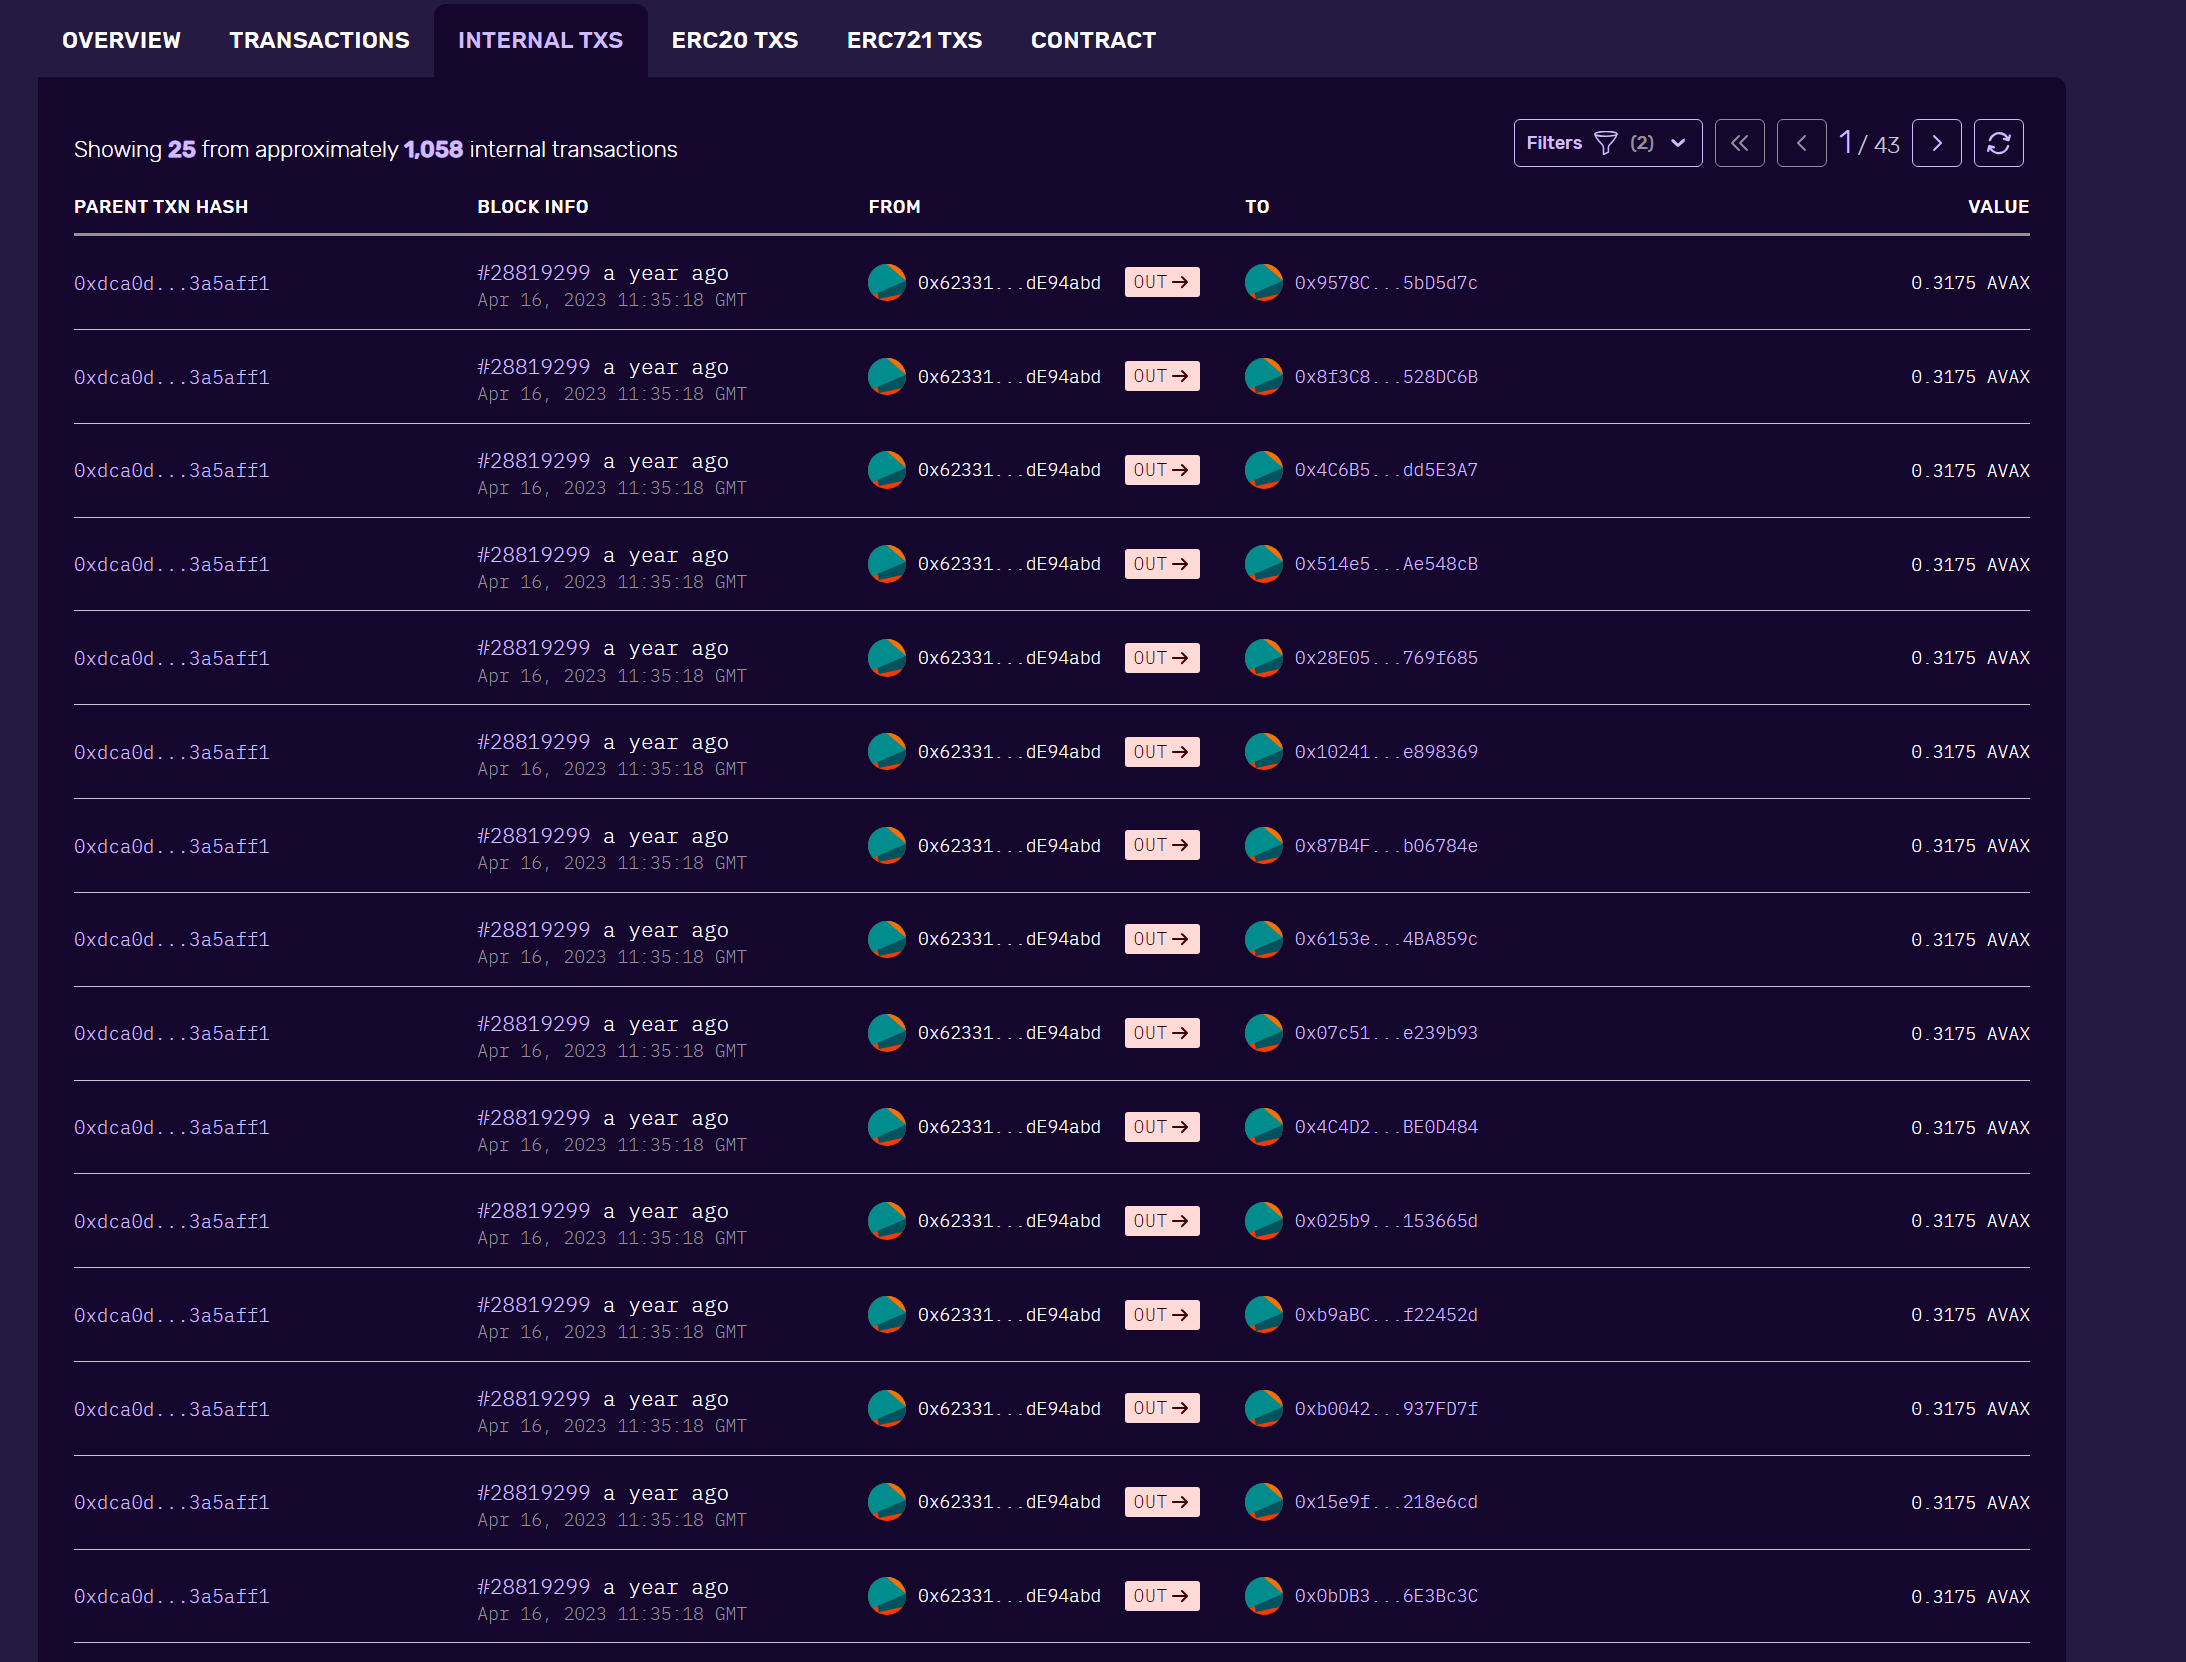 OVERVIEW TRANSACTIONS INTERNAL TXS ERC20 TXS ERC721 TXS CONTRACT
Showing 25 from approximately 1,058 internal transactions Filters (2) 1 / 43
PARENT TXN HASH BLOCK INFO FROM TO VALUE
#28819299 a year ago
0xdca0d...3a5aff1 0x62331...dE94abd OUT → 0x9578C...5bD5d7c 0.3175 AVAX
Apr 16, 2023 11:35:18 GMT
#28819299 a year ago
0xdca0d...3a5aff1 0x62331...dE94abd OUT → 0x8f3C8...528DC6B 0.3175 AVAX
Apr 16, 2023 11:35:18 GMT
#28819299 a year ago
0xdca0d...3a5aff1 0x62331...dE94abd OUT → 0x4C6B5...dd5E3A7 0.3175 AVAX
Apr 16, 2023 11:35:18 GMT
#28819299 a year ago
0xdca0d...3a5aff1 0x62331...dE94abd OUT → 0x514e5...Ae548cB 0.3175 AVAX
Apr 16, 2023 11:35:18 GMT
#28819299 a year ago
0xdca0d...3a5aff1 0x62331...dE94abd OUT → 0x28E05...769f685 0.3175 AVAX
Apr 16, 2023 11:35:18 GMT
#28819299 a year ago
0xdca0d...3a5aff1 0x62331...dE94abd OUT → 0x10241...e898369 0.3175 AVAX
Apr 16, 2023 11:35:18 GMT
#28819299 a year ago
0xdca0d...3a5aff1 0x62331...dE94abd OUT → 0x87B4F...b06784e 0.3175 AVAX
Apr 16, 2023 11:35:18 GMT
#28819299 a year ago
0xdca0d...3a5aff1 0x62331...dE94abd OUT → 0x6153e...4BA859c 0.3175 AVAX
Apr 16, 2023 11:35:18 GMT
#28819299 a year ago
0xdca0d...3a5aff1 0x62331...dE94abd OUT → 0x07c51...e239b93 0.3175 AVAX
Apr 16, 2023 11:35:18 GMT
#28819299 a year ago
0xdca0d...3a5aff1 0x62331...dE94abd OUT → 0x4C4D2...BE0D484 0.3175 AVAX
Apr 16, 2023 11:35:18 GMT
#28819299 a year ago
0xdca0d...3a5aff1 0x62331...dE94abd OUT → 0x025b9...153665d 0.3175 AVAX
Apr 16, 2023 11:35:18 GMT
#28819299 a year ago
0xdca0d...3a5aff1 0x62331...dE94abd OUT → 0xb9aBC...f22452d 0.3175 AVAX
Apr 16, 2023 11:35:18 GMT
#28819299 a year ago
0xdca0d...3a5aff1 0x62331...dE94abd OUT → 0xb0042...937FD7f 0.3175 AVAX
Apr 16, 2023 11:35:18 GMT
#28819299 a year ago
0xdca0d...3a5aff1 0x62331...dE94abd OUT → 0x15e9f...218e6cd 0.3175 AVAX
Apr 16, 2023 11:35:18 GMT
#28819299 a year ago
0xdca0d...3a5aff1 0x62331...dE94abd OUT → 0x0bDB3...6E3Bc3C 0.3175 AVAX
Apr 16, 2023 11:35:18 GMT